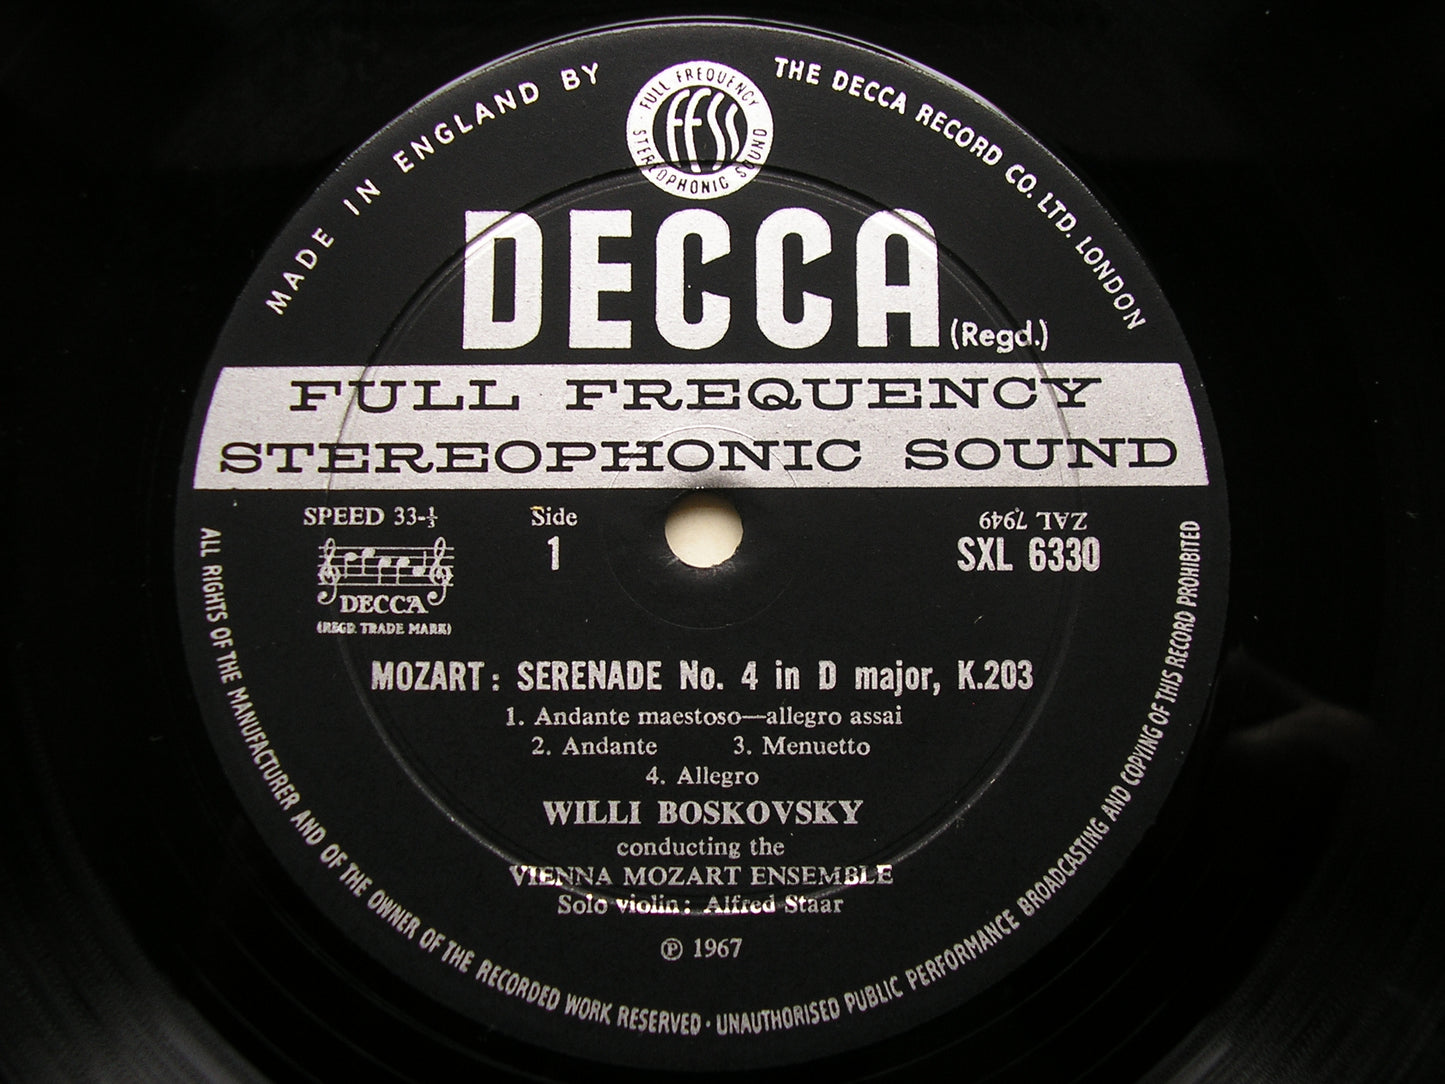 MADE IN ENGLAND BY
THE DECCA RECORD CO. LTD. LONDON
FULL FREQUENCY
FFSS
STEREOPHONIC SOUND
DECCA (Regd.)
FULL FREQUENCY
STEREOPHONIC SOUND
SPEED 33-⅓
Side
1
ZAL 7949
SXL 6330
DECCA
(REGD. TRADE MARK)
MOZART: SERENADE No. 4 in D major, K.203
1. Andante maestoso—allegro assai
2. Andante 3. Menuetto
4. Allegro
WILLI BOSKOVSKY
conducting the
VIENNA MOZART ENSEMBLE
Solo violin: Alfred Staar
℗ 1967
ALL RIGHTS OF THE MANUFACTURER AND OF THE OWNER OF THE RECORDED WORK RESERVED · UNAUTHORISED PUBLIC PERFORMANCE BROADCASTING AND COPYING OF THIS RECORD PROHIBITED